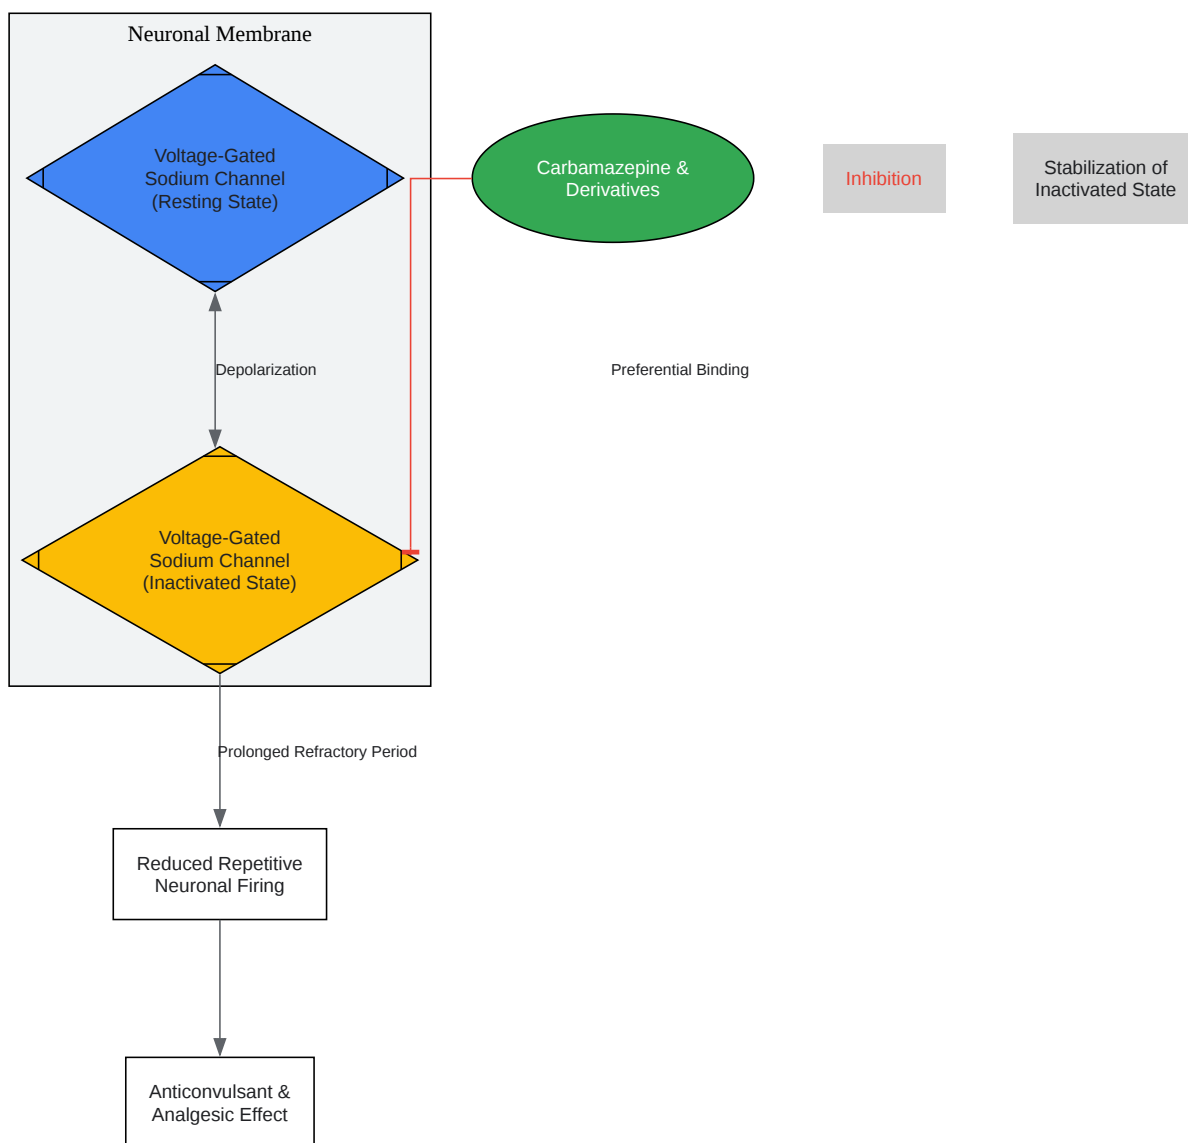 Neuronal Membrane
Voltage-Gated
Sodium Channel
(Resting State)
Carbamazepine &
Derivatives
Inhibition
Stabilization of
Inactivated State
Depolarization
Preferential Binding
Voltage-Gated
Sodium Channel
(Inactivated State)
Prolonged Refractory Period
Reduced Repetitive
Neuronal Firing
Anticonvulsant &
Analgesic Effect